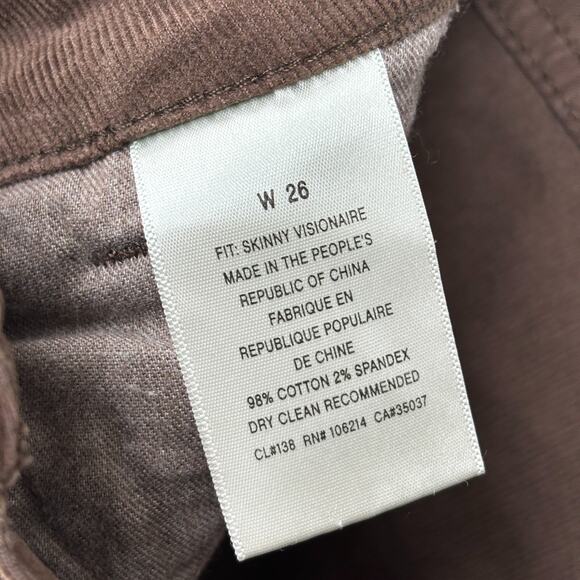 W 26
FIT: SKINNY VISIONAIRE
MADE IN THE PEOPLE'S
REPUBLIC OF CHINA
FABRIQUE EN
REPUBLIQUE POPULAIRE
DE CHINE
98% COTTON 2% SPANDEX
DRY CLEAN RECOMMENDED
CL#138 RN# 106214 CA#35037